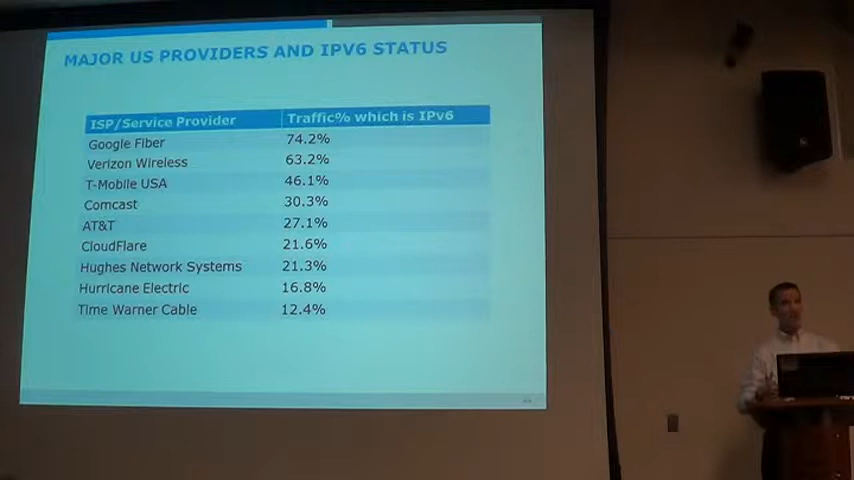 MAJOR US PROVIDERS AND IPV6 STATUS
ISP/Service Provider Traffic% which is IPv6
Google Fiber 74.2%
Verizon Wireless 63.2%
T-Mobile USA 46.1%
Comcast 30.3%
AT&T 27.1%
CloudFlare 21.6%
Hughes Network Systems 21.3%
Hurricane Electric 16.8%
Time Warner Cable 12.4%